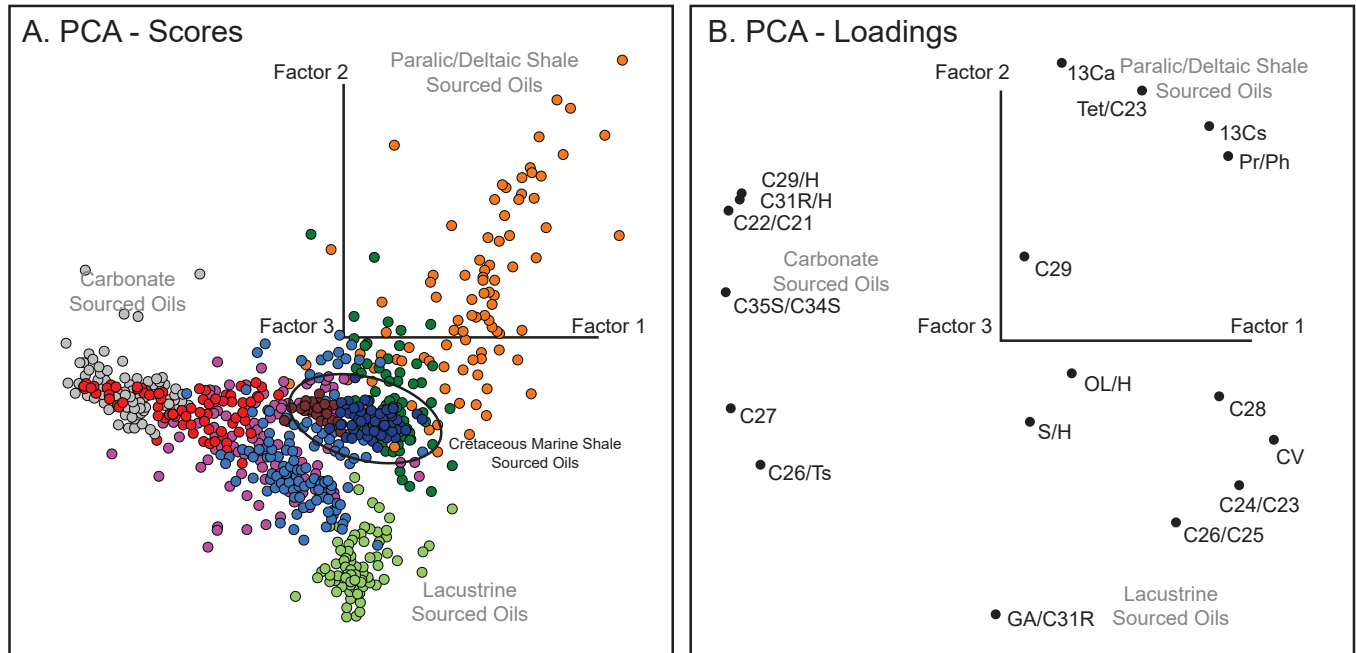 A. PCA - Scores
Paralic/Deltaic Shale
Sourced Oils
Factor 2
Carbonate
Sourced Oils
Factor 3
Factor 1
Cretaceous Marine Shale
Sourced Oils
Lacustrine
Sourced Oils
B. PCA - Loadings
Factor 2
13Ca
Paralic/Deltaic Shale
Sourced Oils
Tet/C23
13Cs
Pr/Ph
C29/H
C31R/H
C22/C21
Carbonate
Sourced Oils
C29
C35S/C34S
Factor 3
Factor 1
OL/H
C28
C27
S/H
CV
C26/Ts
C24/C23
C26/C25
Lacustrine
Sourced Oils
GA/C31R